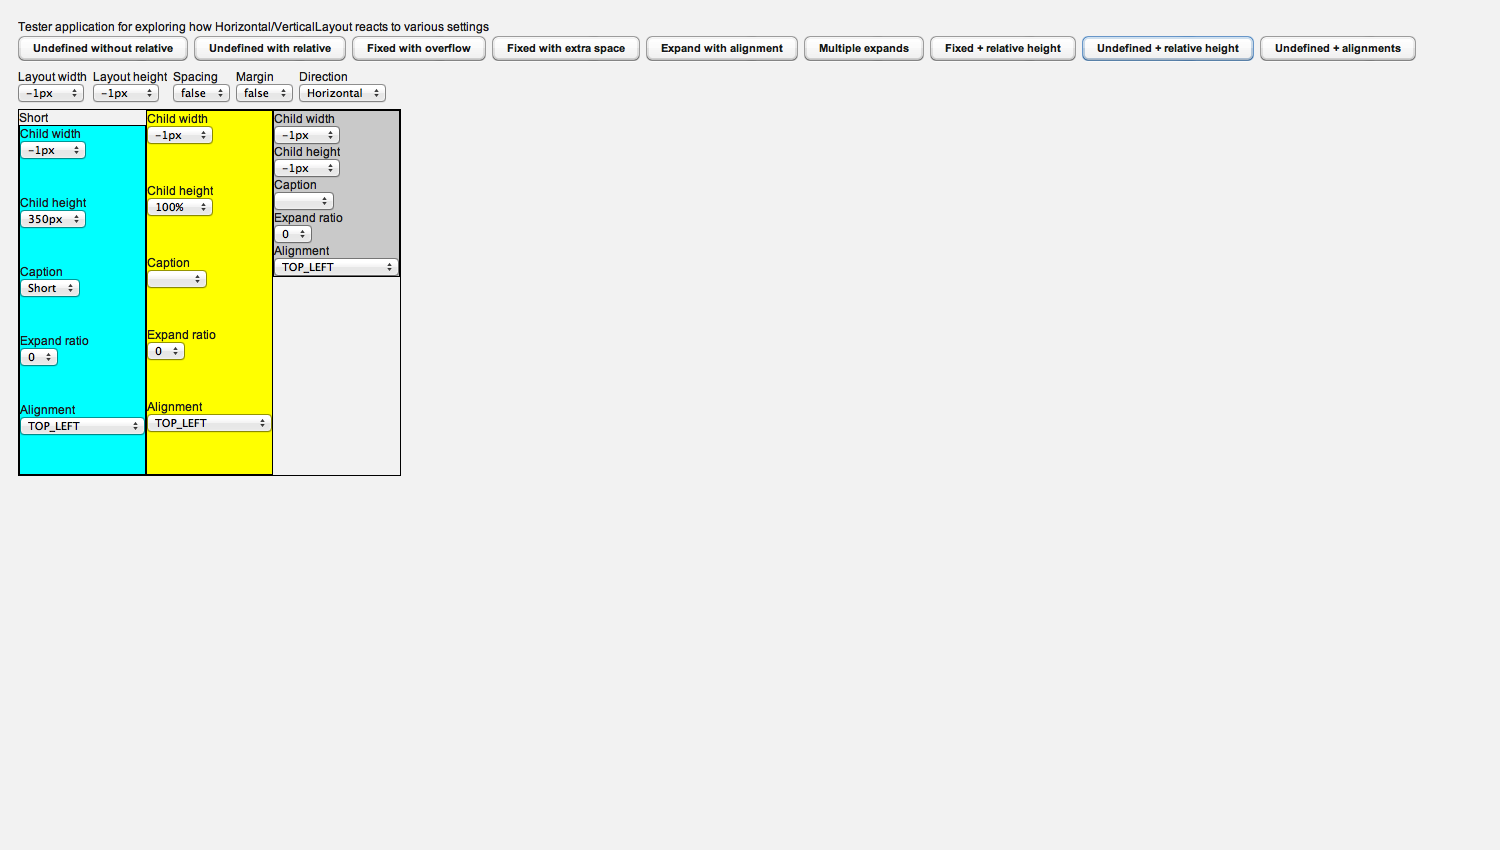 Tester application for exploring how Horizontal/VerticalLayout reacts to various settings
Undefined without relative Undefined with relative Fixed with overflow Fixed with extra space Expand with alignment Multiple expands Fixed + relative height Undefined + relative height Undefined + alignments
Layout width Layout height Spacing Margin Direction
-1px -1px false false Horizontal
Short
Child width
-1px
Child height
350px
Caption
Short
Expand ratio
0
Alignment
TOP_LEFT
Child width
-1px
Child height
100%
Caption
Expand ratio
0
Alignment
TOP_LEFT
Child width
-1px
Child height
-1px
Caption
Expand ratio
0
Alignment
TOP_LEFT